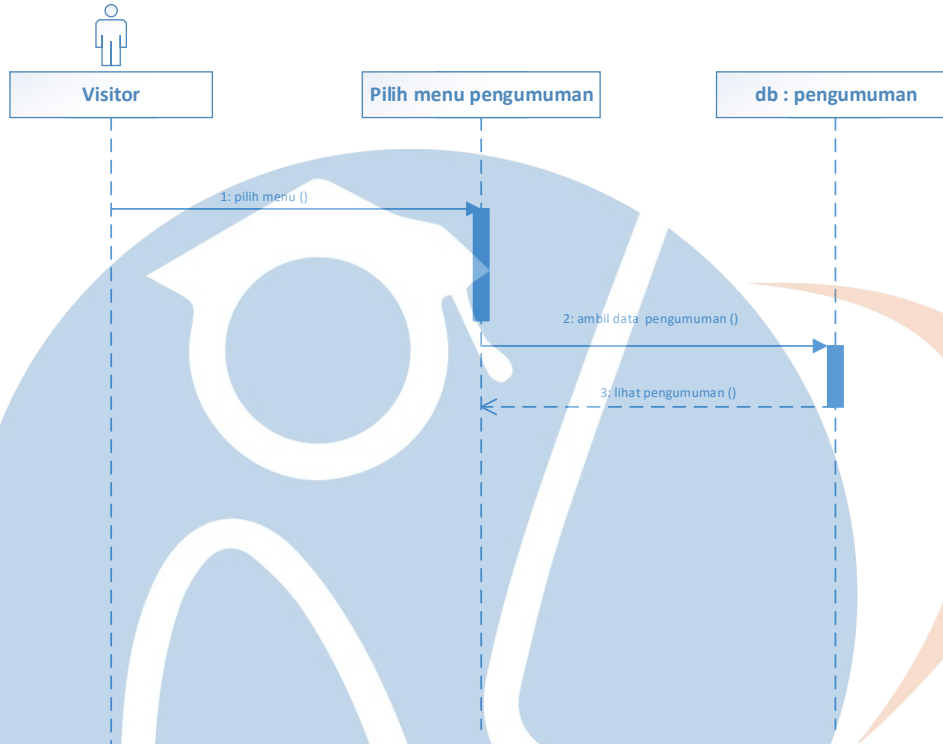 Visitor
Pilih menu pengumuman
db : pengumuman
1: pilih menu ()
2: ambil data pengumuman ()
3: lihat pengumuman ()